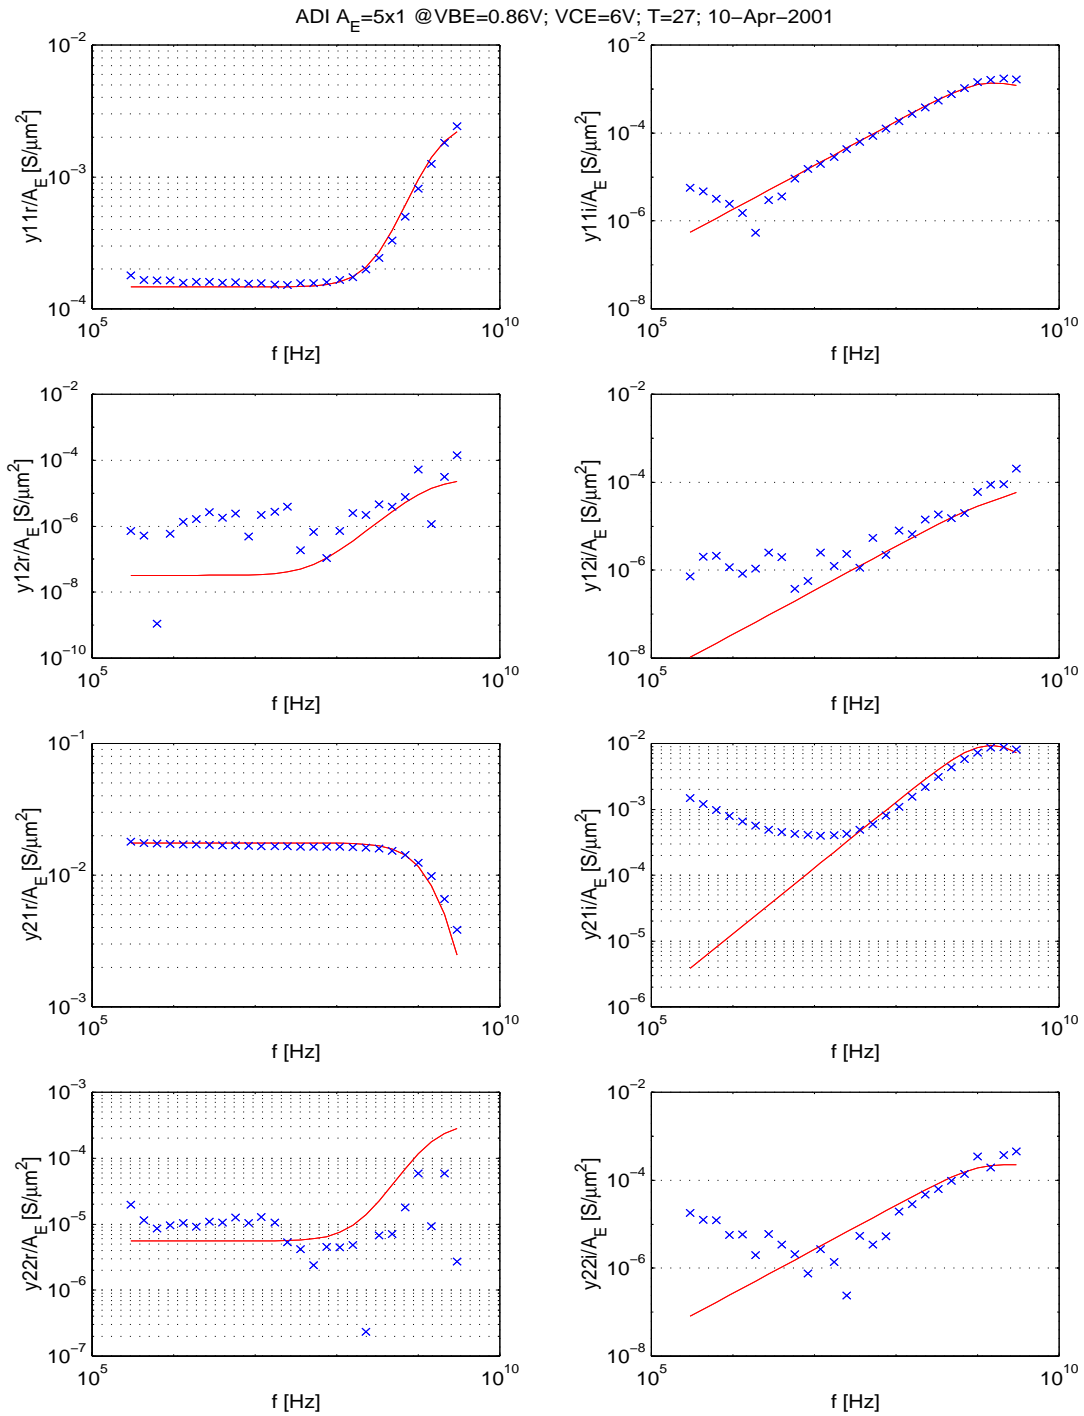 ADI A_E=5x1 @VBE=0.86V; VCE=6V; T=27; 10−Apr−2001
10^−2
10^−3
10^−4
y11r/A_E [S/μm^2]
10^5
10^10
f [Hz]
10^−2
10^−4
10^−6
10^−8
y11i/A_E [S/μm^2]
10^5
10^10
f [Hz]
10^−2
10^−4
10^−6
10^−8
10^−10
y12r/A_E [S/μm^2]
10^5
10^10
f [Hz]
10^−2
10^−4
10^−6
10^−8
y12i/A_E [S/μm^2]
10^5
10^10
f [Hz]
10^−1
10^−2
10^−3
y21r/A_E [S/μm^2]
10^5
10^10
f [Hz]
10^−2
10^−3
10^−4
10^−5
10^−6
y21i/A_E [S/μm^2]
10^5
10^10
f [Hz]
10^−3
10^−4
10^−5
10^−6
10^−7
y22r/A_E [S/μm^2]
10^5
10^10
f [Hz]
10^−2
10^−4
10^−6
10^−8
y22i/A_E [S/μm^2]
10^5
10^10
f [Hz]